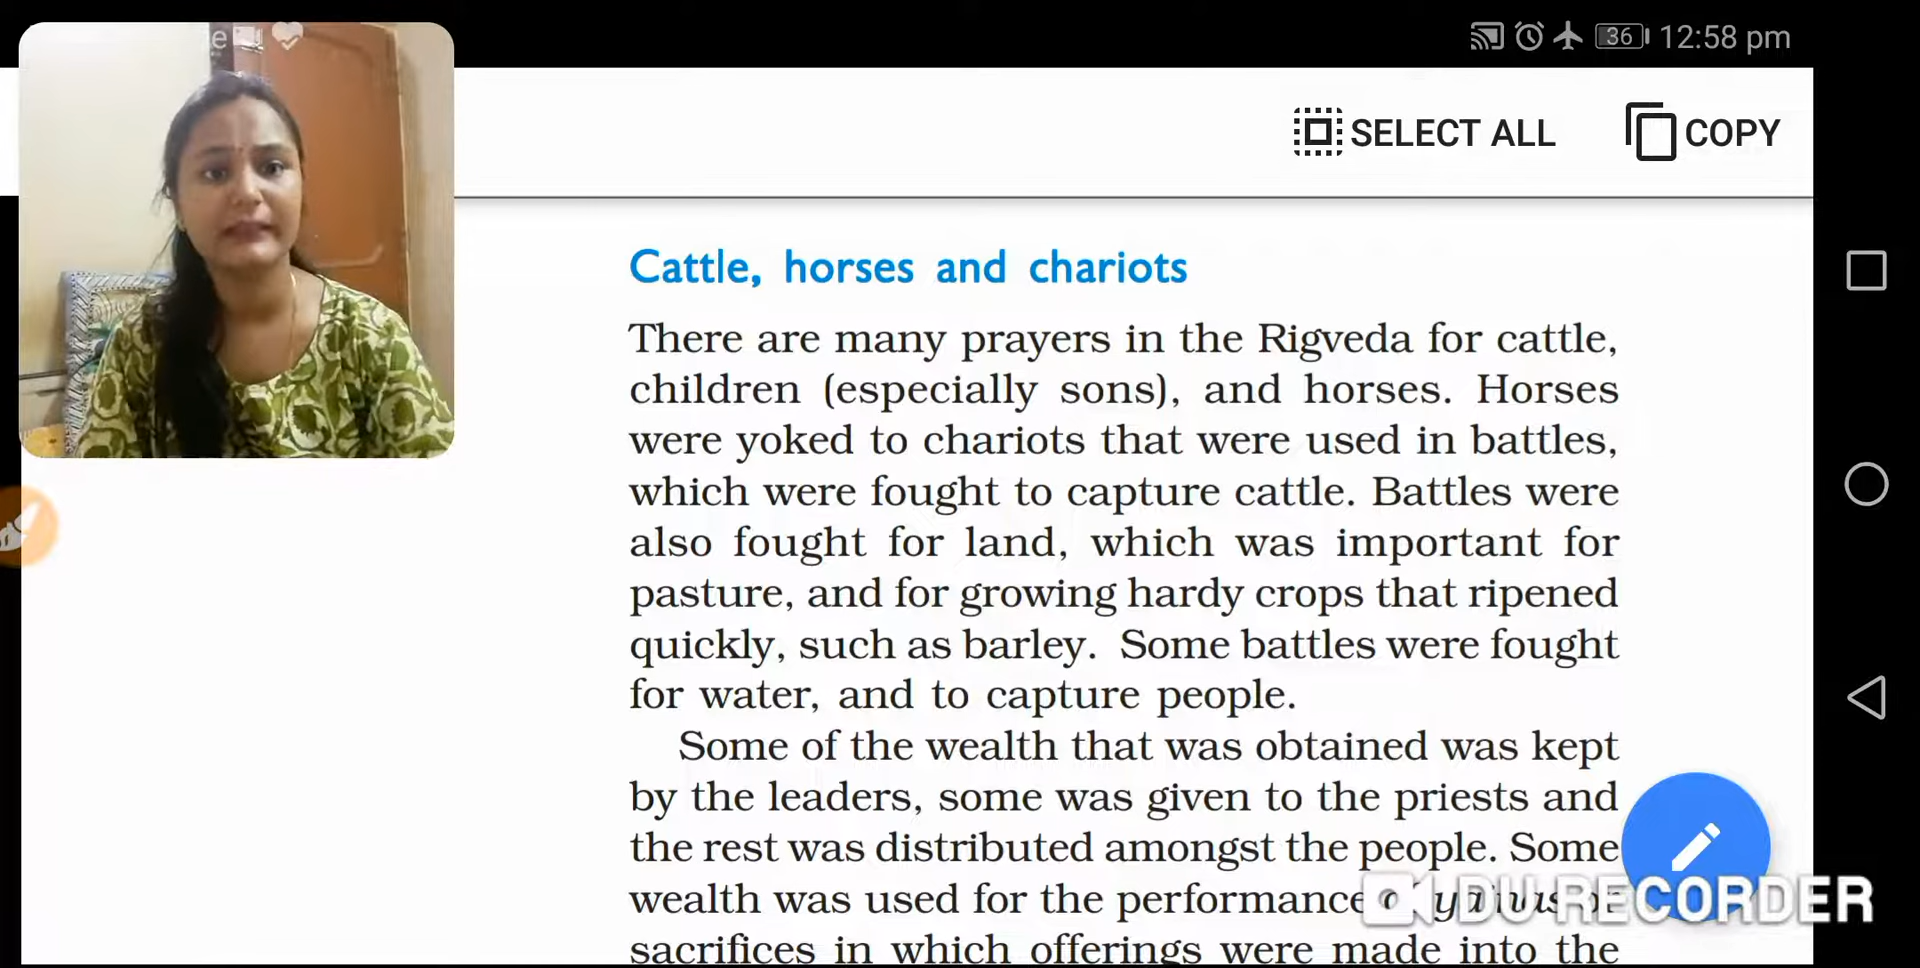 36 12:58 pm
SELECT ALL COPY
Cattle, horses and chariots
There are many prayers in the Rigveda for cattle,
children (especially sons), and horses. Horses
were yoked to chariots that were used in battles,
which were fought to capture cattle. Battles were
also fought for land, which was important for
pasture, and for growing hardy crops that ripened
quickly, such as barley. Some battles were fought
for water, and to capture people.
Some of the wealth that was obtained was kept
by the leaders, some was given to the priests and
the rest was distributed amongst the people. Some
wealth was used for the performance
DU RECORDER
sacrifices in which offerings were made into the